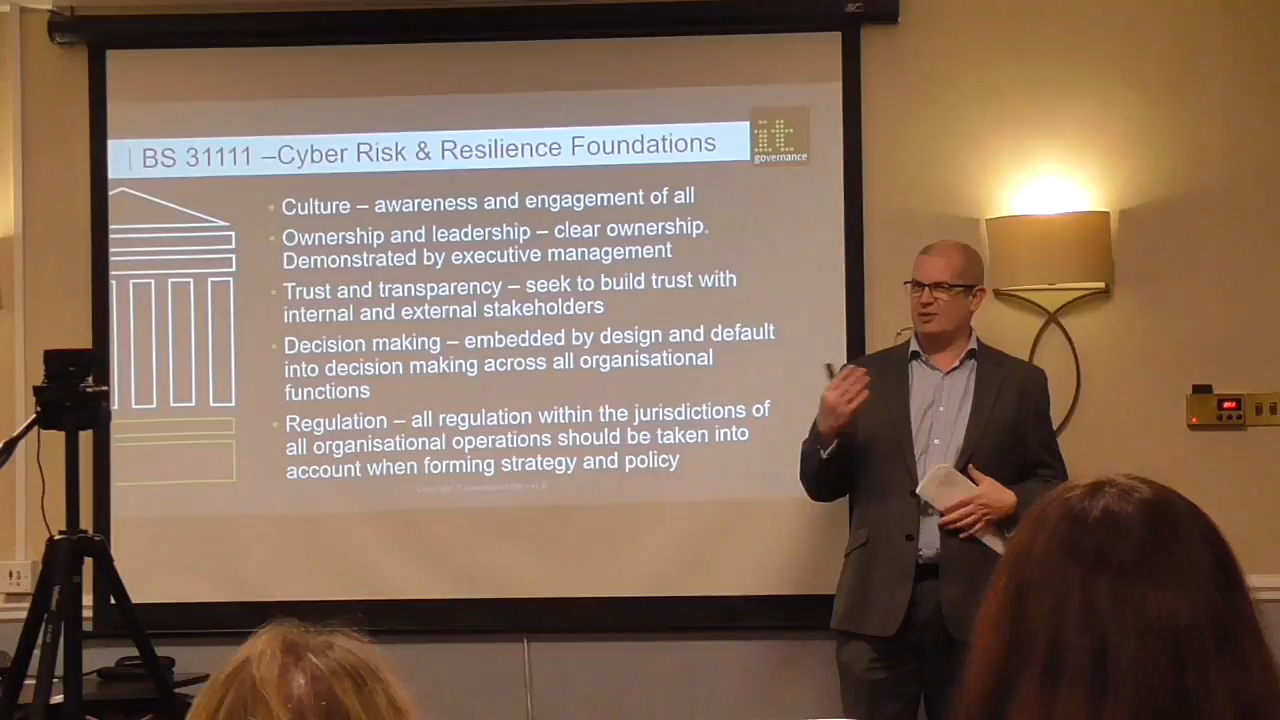 BS 31111 –Cyber Risk & Resilience Foundations
it
governance
Culture – awareness and engagement of all
Ownership and leadership – clear ownership.
Demonstrated by executive management
Trust and transparency – seek to build trust with
internal and external stakeholders
Decision making – embedded by design and default
into decision making across all organisational
functions
Regulation – all regulation within the jurisdictions of
all organisational operations should be taken into
account when forming strategy and policy
Copyright IT Governance